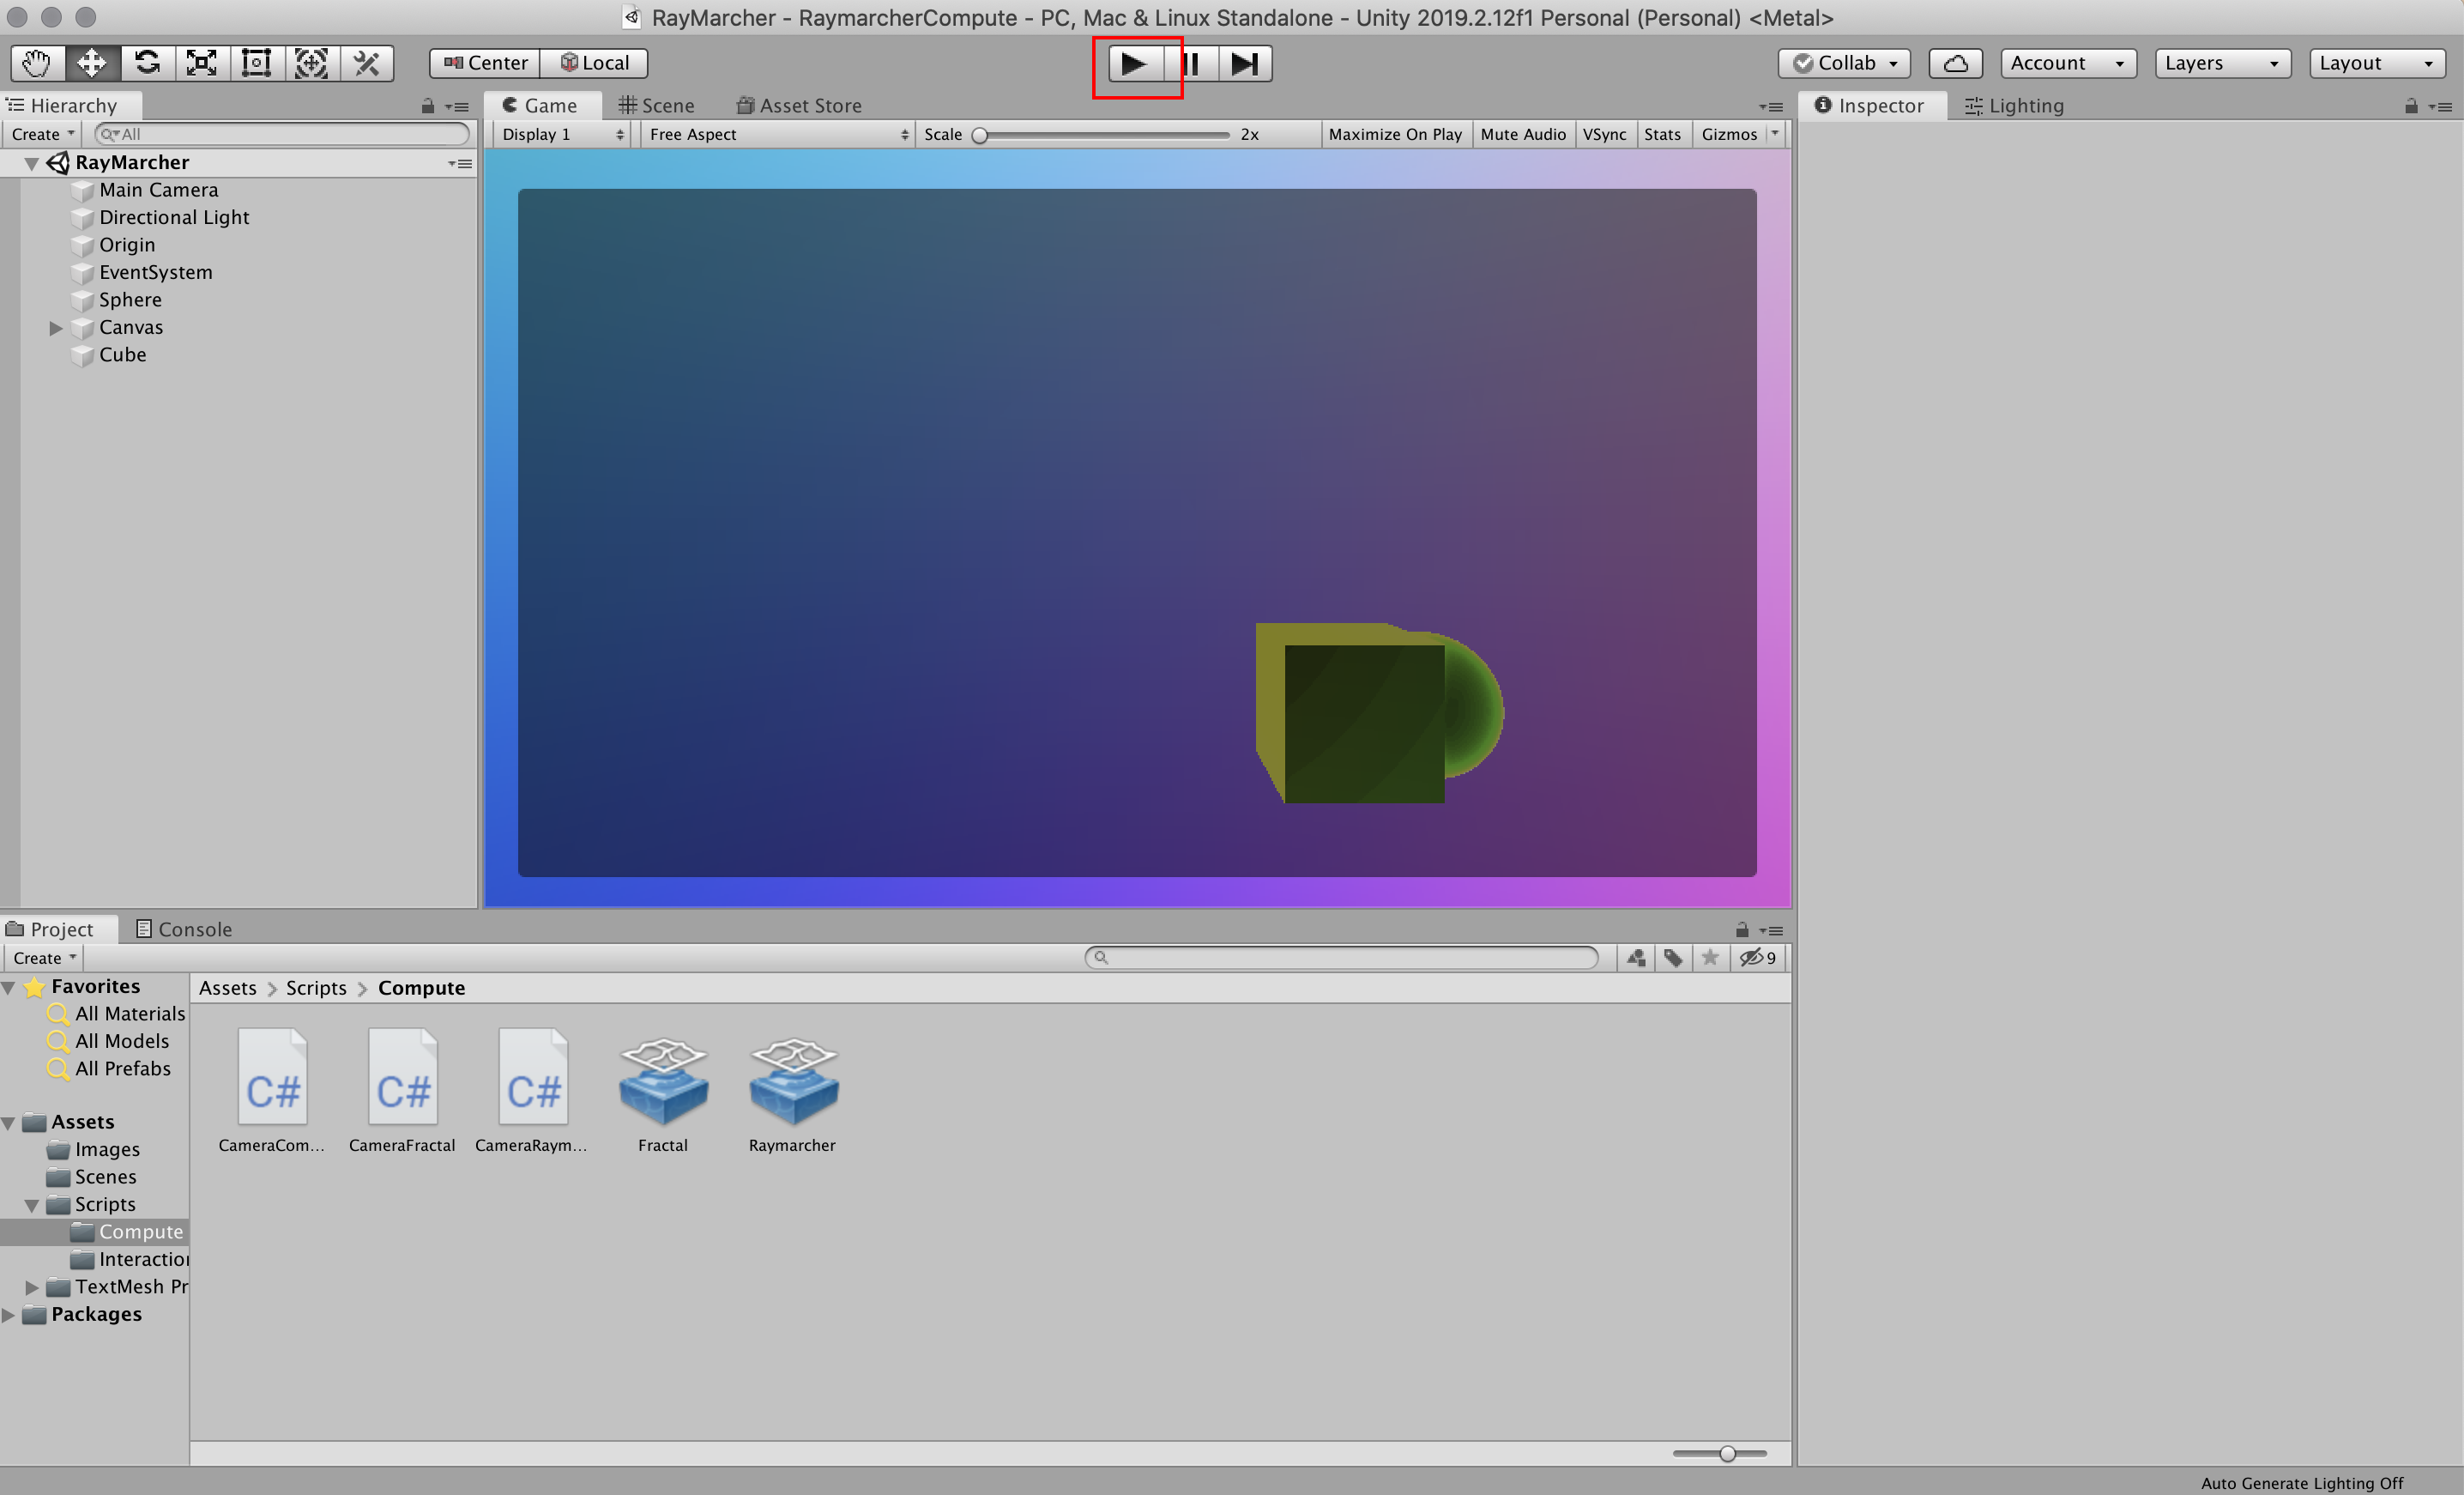 RayMarcher - RaymarcherCompute - PC, Mac & Linux Standalone - Unity 2019.2.12f1 Personal (Personal) <Metal>
Center Local Collab Account Layers Layout
Hierarchy
Create All
RayMarcher
Main Camera
Directional Light
Origin
EventSystem
Sphere
Canvas
Cube
Game Scene Asset Store
Display 1 Free Aspect Scale 2x Maximize On Play Mute Audio VSync Stats Gizmos
Inspector Lighting
Project Console
Create 9
Favorites
All Materials
All Models
All Prefabs
Assets
Images
Scenes
Scripts
Compute
Interaction
TextMesh Pr
Packages
Assets > Scripts > Compute
C# C# C#
CameraCom... CameraFractal CameraRaym... Fractal Raymarcher
Auto Generate Lighting Off